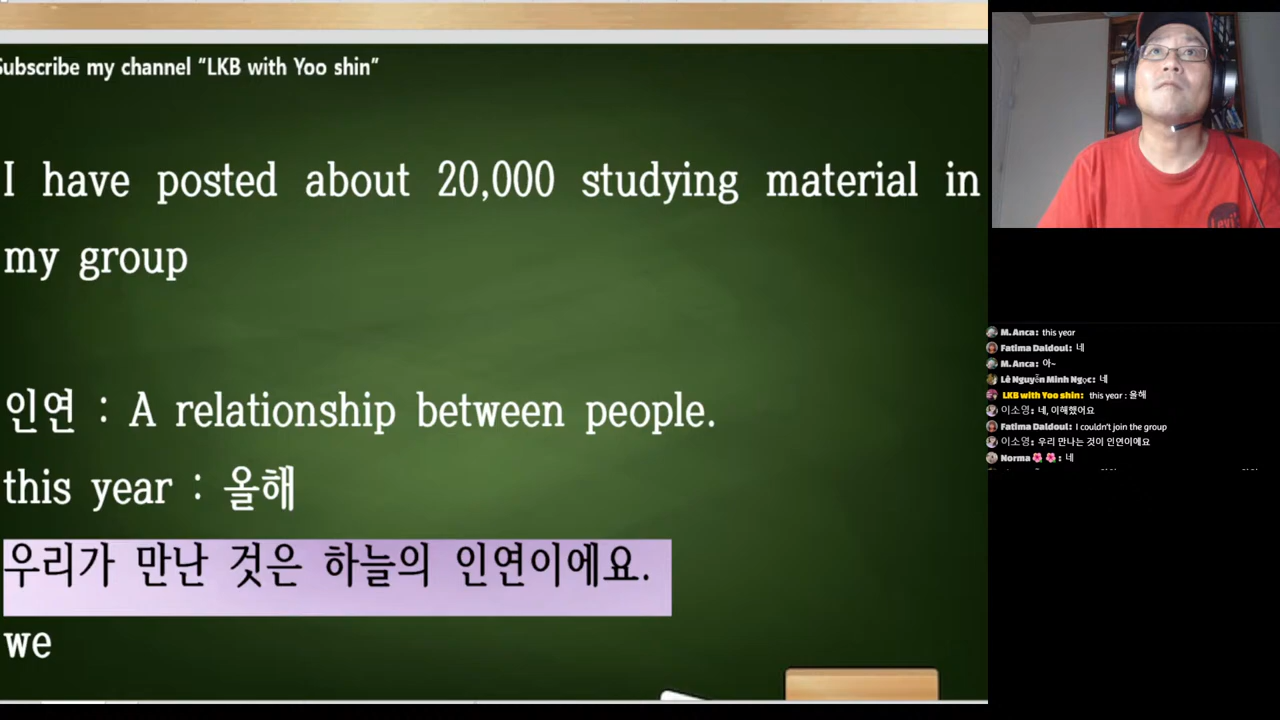 Subscribe my channel “LKB with Yoo shin”
I have posted about 20,000 studying material in
my group
인연 : A relationship between people.
this year : 올해
우리가 만난 것은 하늘의 인연이에요.
we
Levi's
M. Anca : this year
Fatima Daldoul : 네
M. Anca : 아~
Lê Nguyễn Minh Ngọc : 네
LKB with Yoo shin : this year : 올해
이소영 : 네, 이해했어요
Fatima Daldoul : I couldn't join the group
이소영 : 우리 만나는 것이 인연이에요
Norma 🌺 🌺 : 네